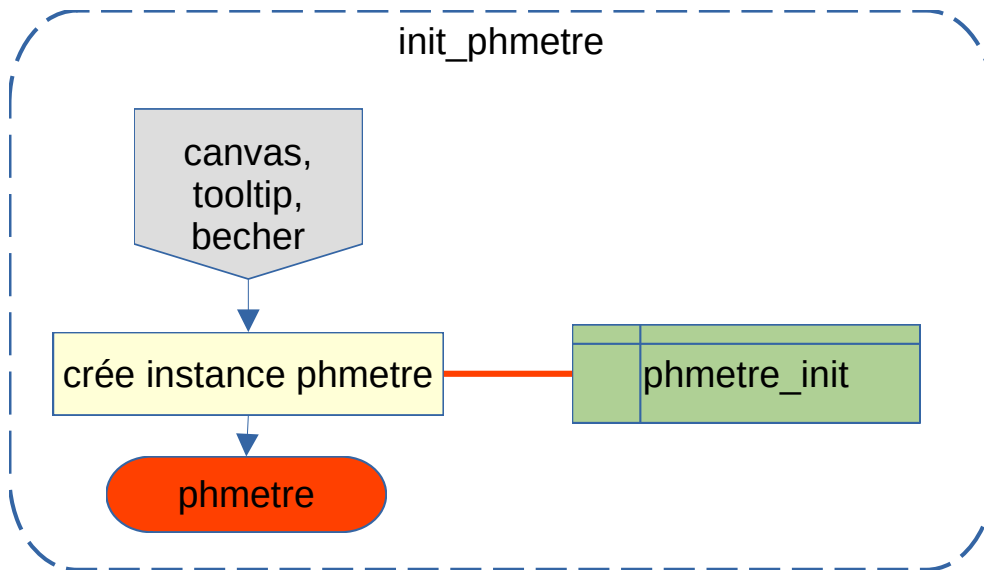 init_phmetre
canvas,
tooltip,
becher
crée instance phmetre
phmetre_init
phmetre